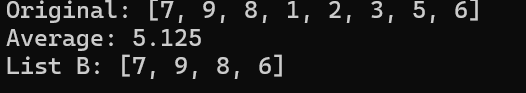 Original: [7, 9, 8, 1, 2, 3, 5, 6]
Average: 5.125
List B: [7, 9, 8, 6]